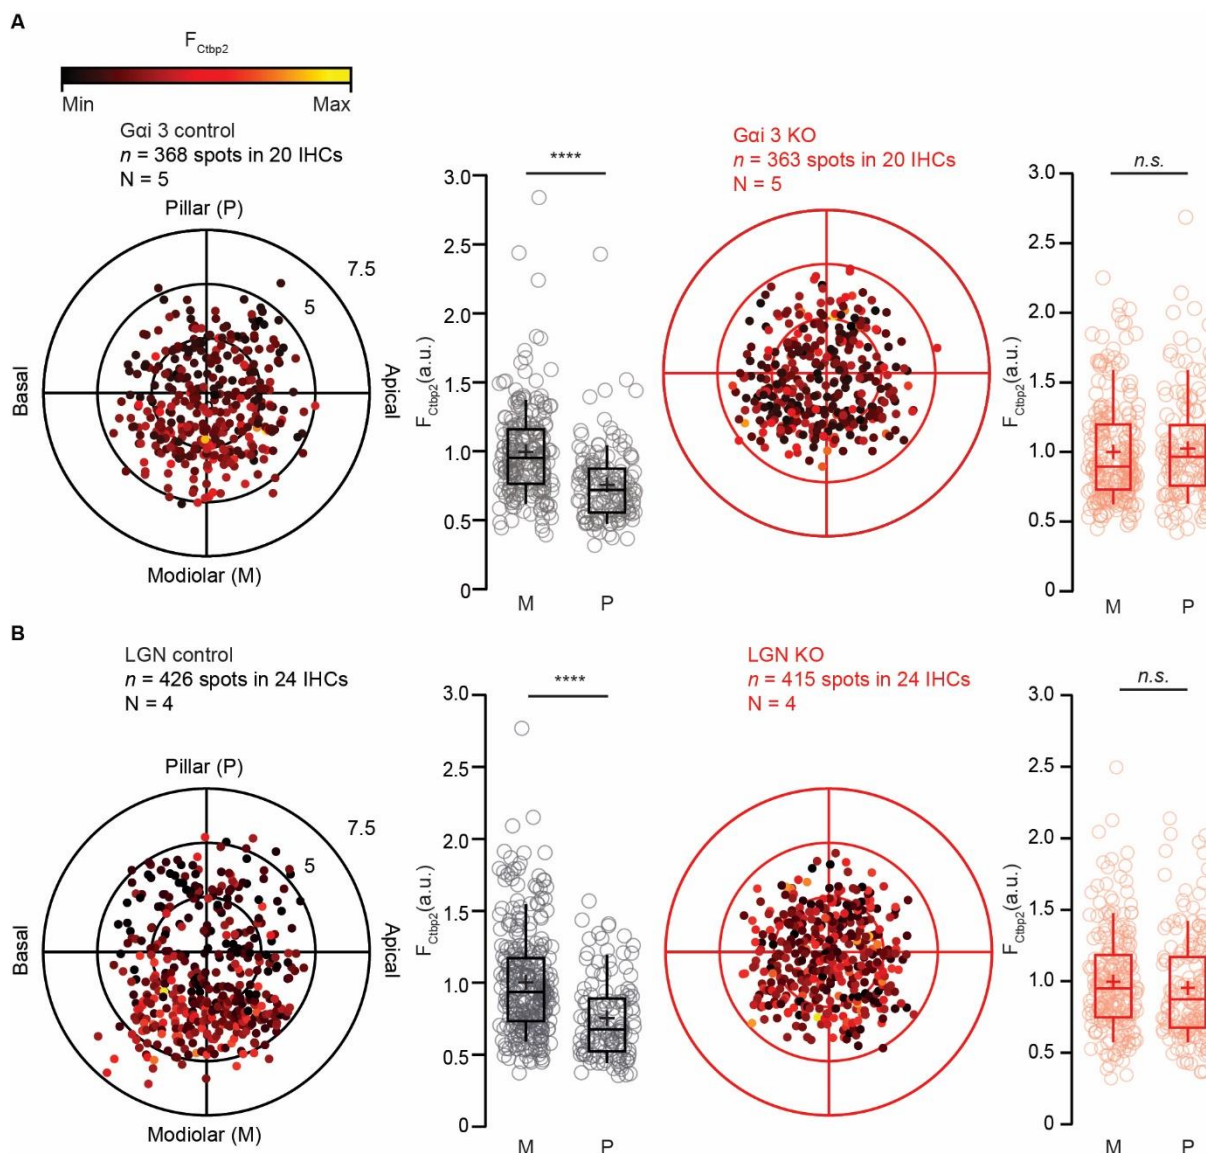 A
F_Ctbp2
Min Max
Gαi 3 control
n = 368 spots in 20 IHCs
N = 5
Pillar (P)
7.5
5
Basal
Apical
Modiolar (M)
****
3.0
2.5
2.0
1.5
1.0
0.5
0
F_Ctbp2 (a.u.)
M P
Gαi 3 KO
n = 363 spots in 20 IHCs
N = 5
n.s.
3.0
2.5
2.0
1.5
1.0
0.5
0
F_Ctbp2 (a.u.)
M P
B
LGN control
n = 426 spots in 24 IHCs
N = 4
Pillar (P)
7.5
5
Basal
Apical
Modiolar (M)
****
3.0
2.5
2.0
1.5
1.0
0.5
0
F_Ctbp2 (a.u.)
M P
LGN KO
n = 415 spots in 24 IHCs
N = 4
n.s.
3.0
2.5
2.0
1.5
1.0
0.5
0
F_Ctbp2 (a.u.)
M P